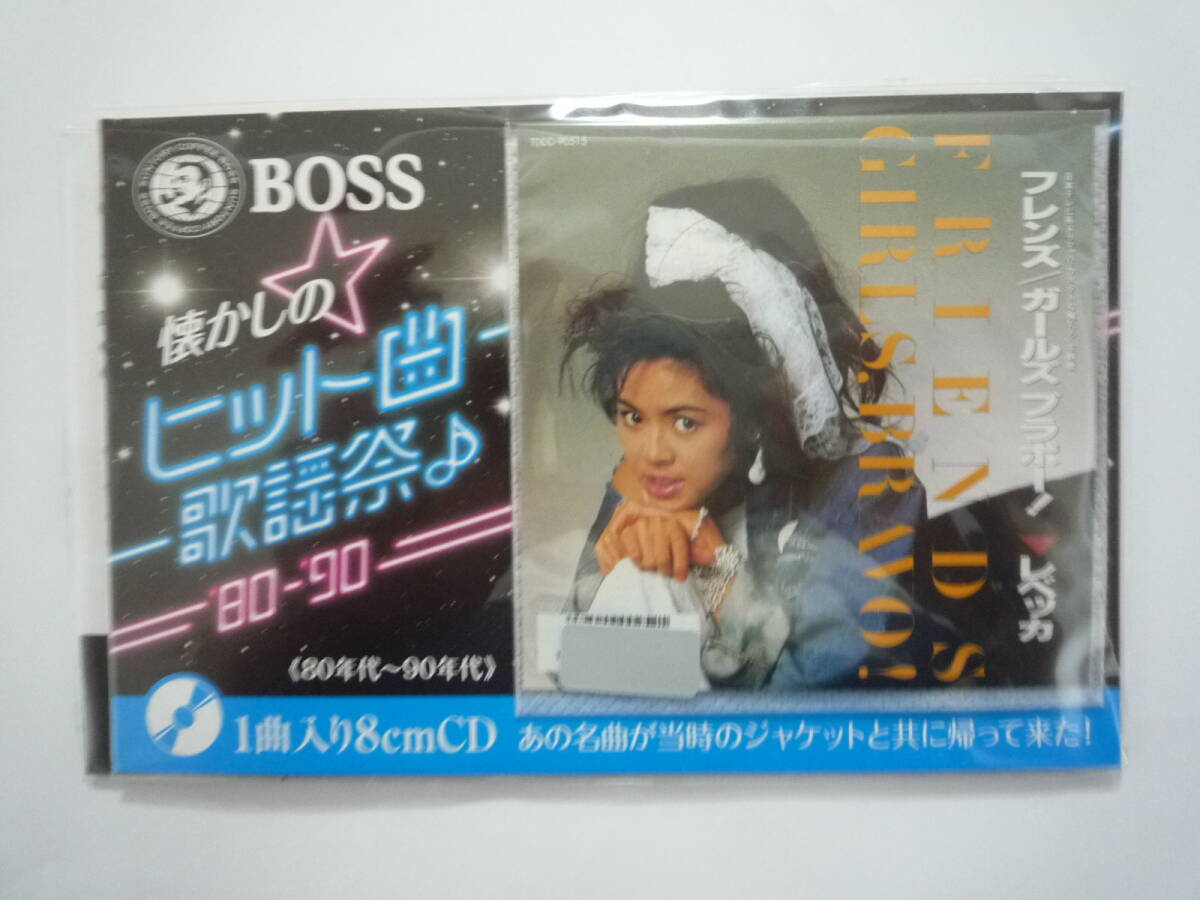 BOSS
懐かしの
ヒット曲
歌謡祭♪
'80-'90
《80年代～90年代》
1曲入り8cmCD
あの名曲が当時のジャケットと共に帰って来た!
FRIENDS
GIRLS.BRAVO!
フレンズ/ガールズ ブラボー!
レベッカ